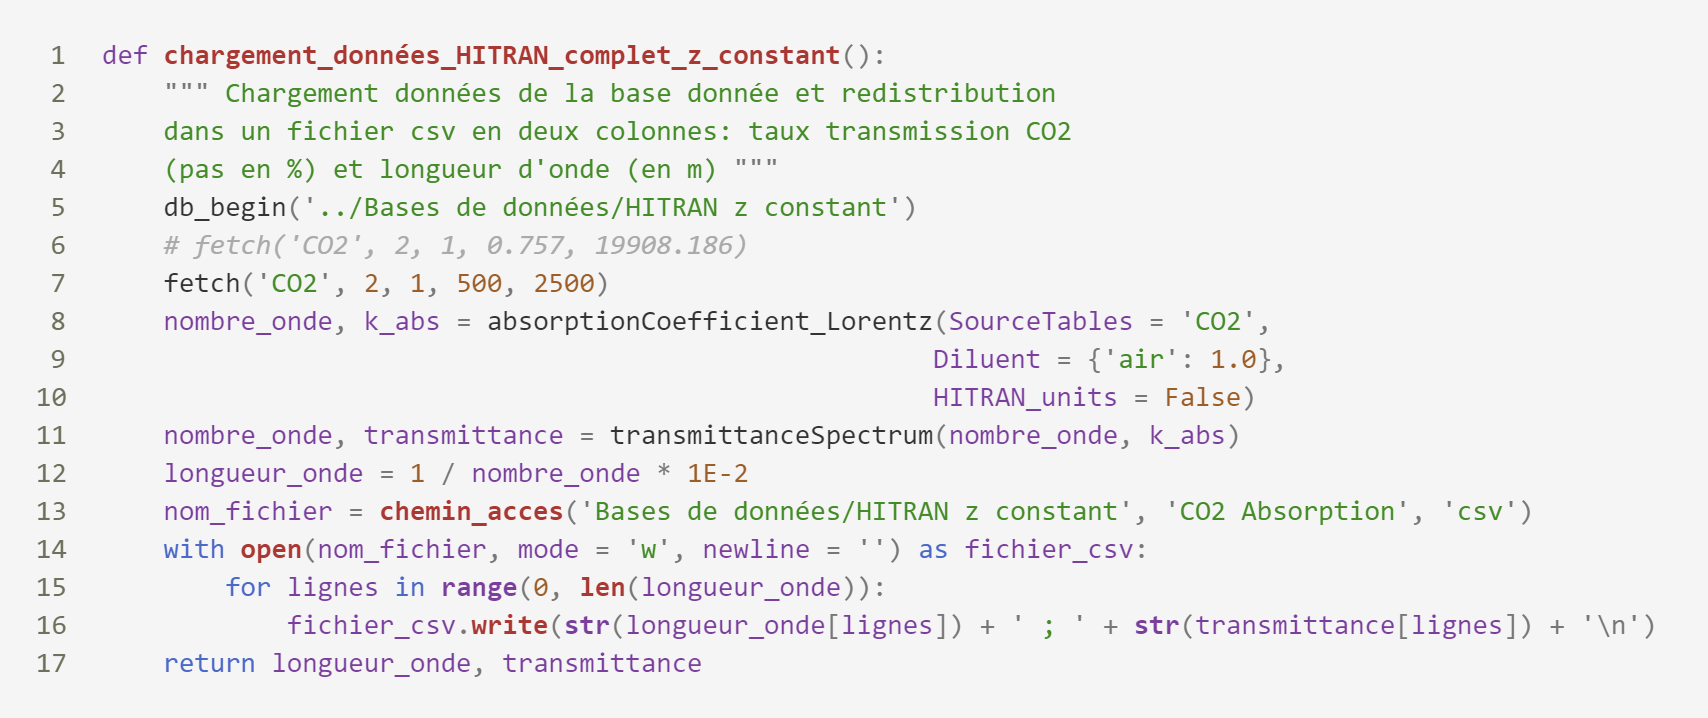 1 def chargement_données_HITRAN_complet_z_constant():
2     """ Chargement données de la base donnée et redistribution
3     dans un fichier csv en deux colonnes: taux transmission CO2
4     (pas en %) et longueur d'onde (en m) """
5     db_begin('../Bases de données/HITRAN z constant')
6     # fetch('CO2', 2, 1, 0.757, 19908.186)
7     fetch('CO2', 2, 1, 500, 2500)
8     nombre_onde, k_abs = absorptionCoefficient_Lorentz(SourceTables = 'CO2',
9                                                       Diluent = {'air': 1.0},
10                                                      HITRAN_units = False)
11    nombre_onde, transmittance = transmittanceSpectrum(nombre_onde, k_abs)
12    longueur_onde = 1 / nombre_onde * 1E-2
13    nom_fichier = chemin_acces('Bases de données/HITRAN z constant', 'CO2 Absorption', 'csv')
14    with open(nom_fichier, mode = 'w', newline = '') as fichier_csv:
15        for lignes in range(0, len(longueur_onde)):
16            fichier_csv.write(str(longueur_onde[lignes]) + ' ; ' + str(transmittance[lignes]) + '\n')
17    return longueur_onde, transmittance